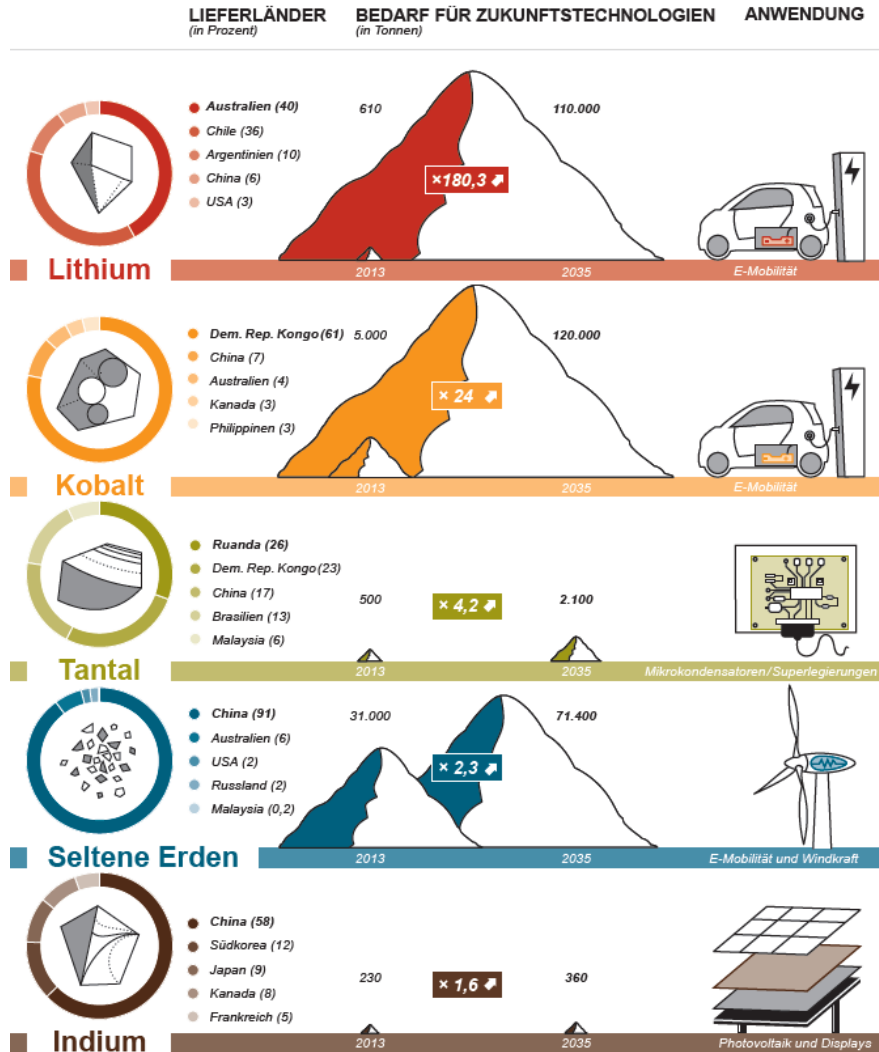 LIEFERLÄNDER
(in Prozent)
BEDARF FÜR ZUKUNFTSTECHNOLOGIEN
(in Tonnen)
ANWENDUNG
Australien (40)
Chile (36)
Argentinien (10)
China (6)
USA (3)
610
110.000
×180,3
Lithium
2013
2035
E-Mobilität
Dem. Rep. Kongo(61)
China (7)
Australien (4)
Kanada (3)
Philippinen (3)
5.000
120.000
× 24
Kobalt
2013
2035
E-Mobilität
Ruanda (26)
Dem. Rep. Kongo(23)
China (17)
Brasilien (13)
Malaysia (6)
500
× 4,2
2.100
Tantal
2013
2035
Mikrokondensatoren/Superlegierungen
China (91)
Australien (6)
USA (2)
Russland (2)
Malaysia (0,2)
31.000
71.400
× 2,3
Seltene Erden
2013
2035
E-Mobilität und Windkraft
China (58)
Südkorea (12)
Japan (9)
Kanada (8)
Frankreich (5)
230
× 1,6
360
Indium
2013
2035
Photovoltaik und Displays